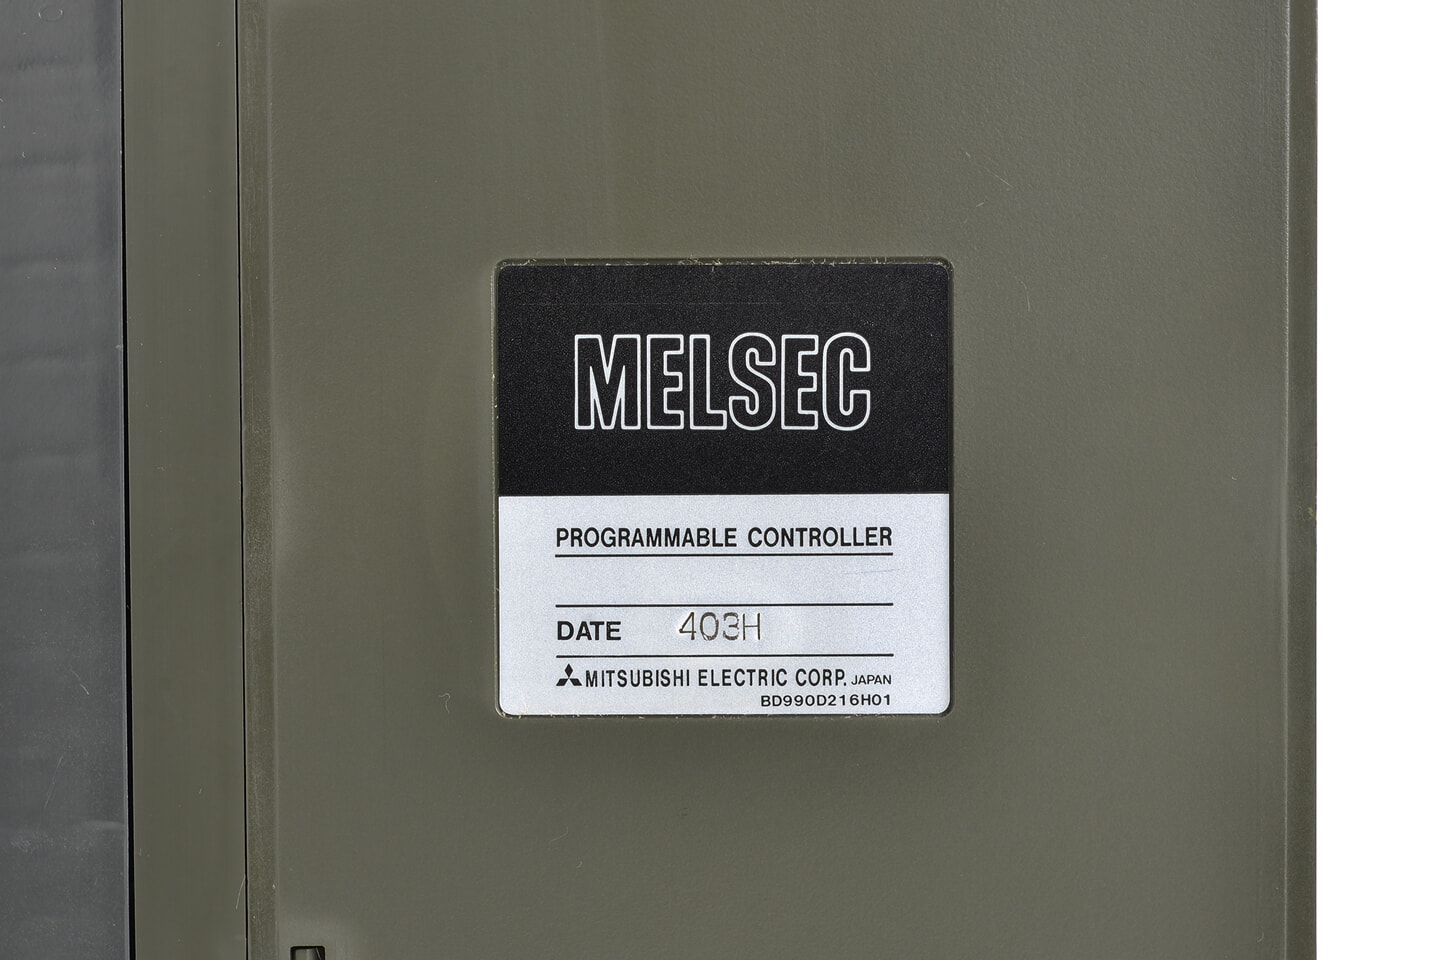 MELSEC
PROGRAMMABLE CONTROLLER
DATE 403H
MITSUBISHI ELECTRIC CORP. JAPAN
BD990D216H01